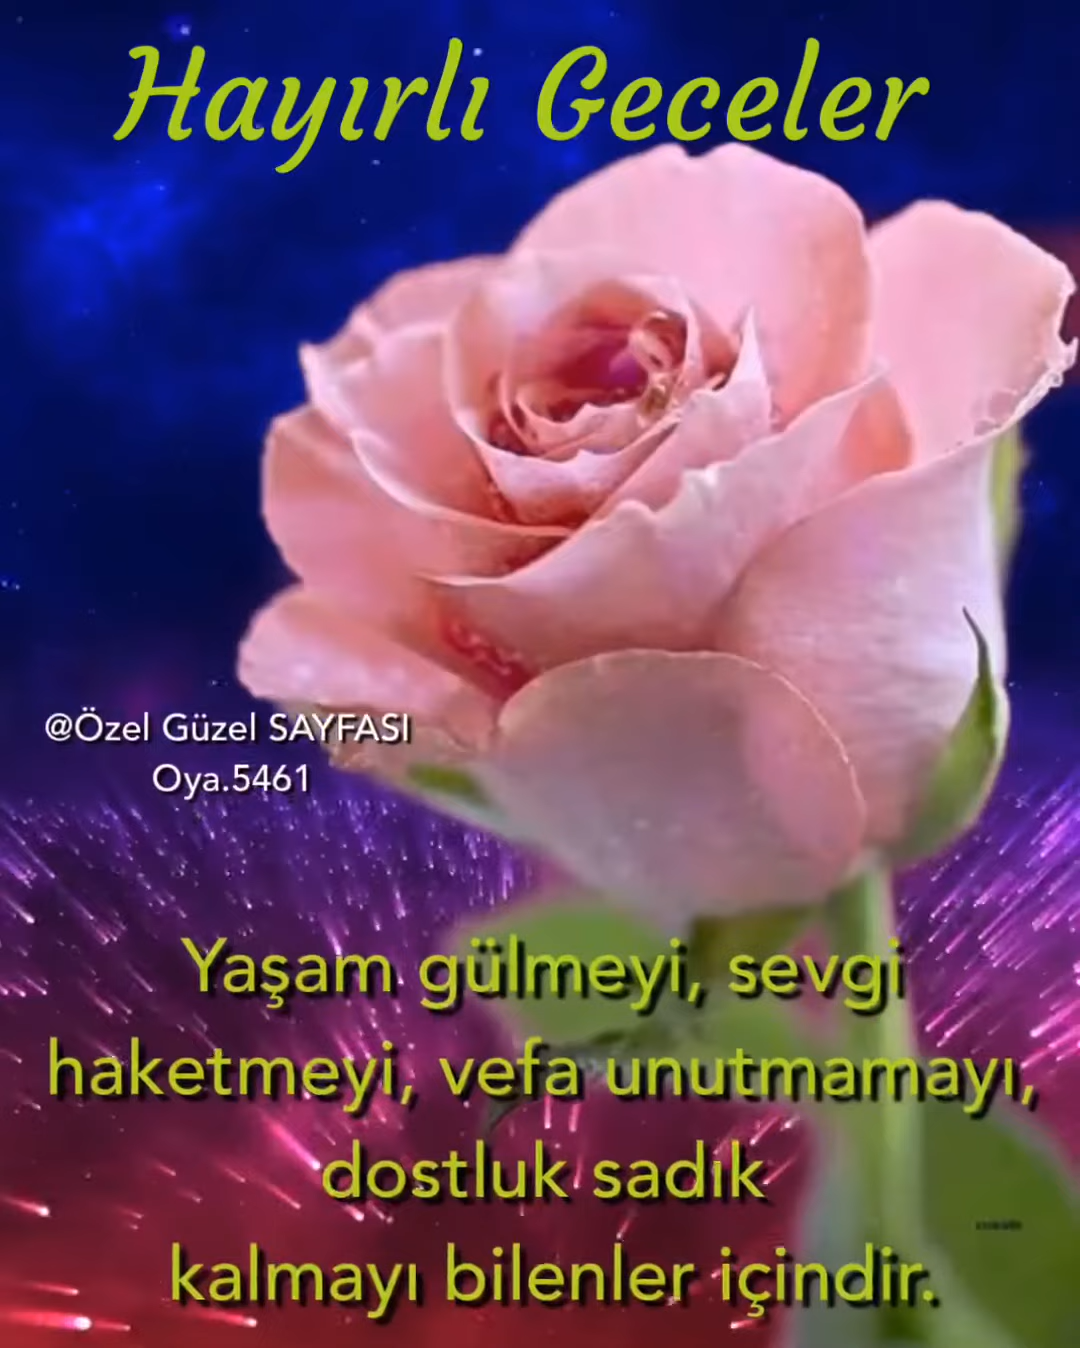 Hayırlı Geceler
@Özel Güzel SAYFASI
Oya.5461
Yaşam gülmeyi, sevgi
haketmeyi, vefa unutmamayı,
dostluk sadık
kalmayı bilenler içindir.